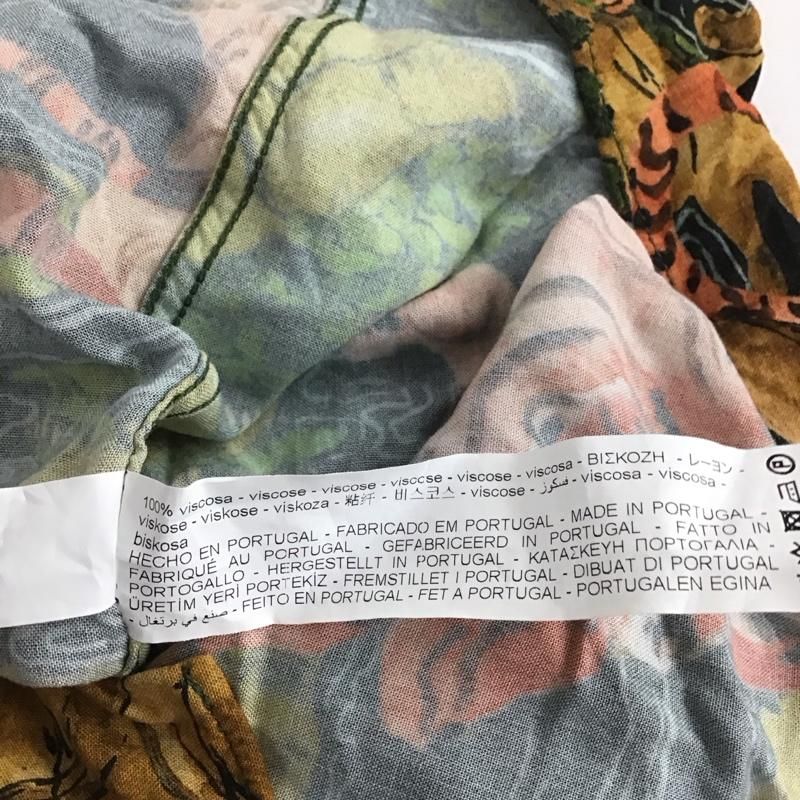 100% viscosa - viscose - viscose - visccse - viscose - viscosa - ΒΙΣΚΟΖΗ - レーヨン -
viskose - viskose - viskoza - 粘纤 - 비스코스 - viscose - فسكوز - viscosa - viscosa -
biskosa
HECHO EN PORTUGAL - FABRICADO EM PORTUGAL - MADE IN PORTUGAL -
FABRIQUÉ AU PORTUGAL - GEFABRICEERD IN PORTUGAL - FATTO IN
PORTOGALLO - HERGESTELLT IN PORTUGAL - ΚΑΤΑΣΚΕΥΗ ΠΟΡΤΟΓΑΛΙΑ -
ÜRETİM YERİ PORTEKİZ - FREMSTILLET I PORTUGAL - DIBUAT DI PORTUGAL
- صنع في برتغال - FEITO EN PORTUGAL - FET A PORTUGAL - PORTUGALEN EGINA